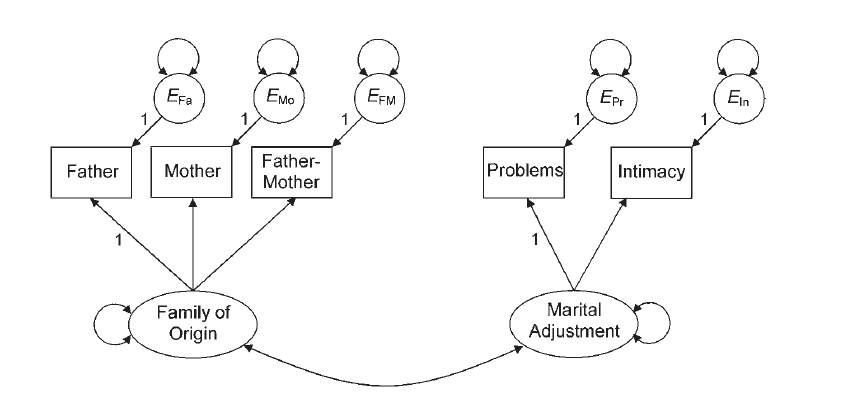 E_Fa E_Mo E_FM E_Pr E_In
1 1 1 1 1
Father Mother Father-
Mother Problems Intimacy
1 1
Family of
Origin
Marital
Adjustment